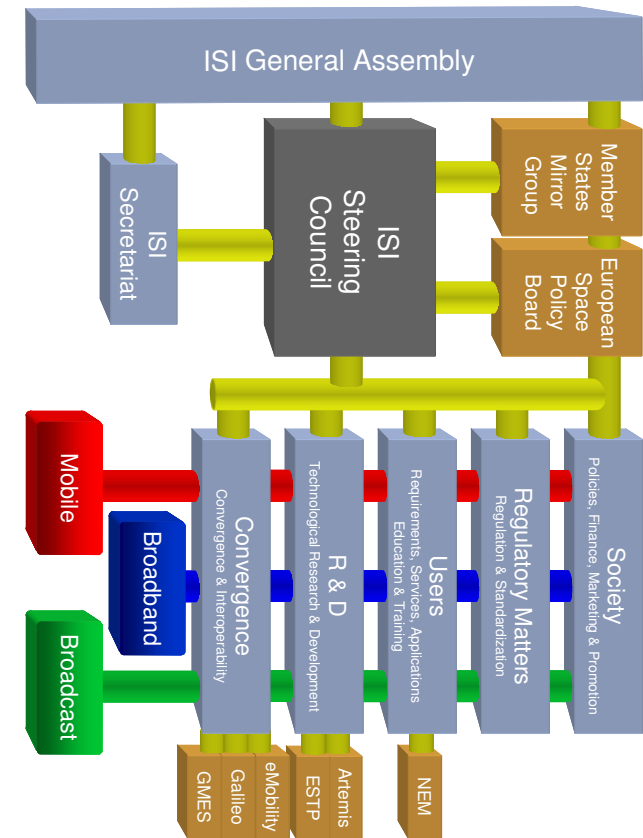 ISI General Assembly
ISI
Secretariat
ISI
Steering
Council
Member
States
Mirror
Group
European
Space
Policy
Board
Society
Policies, Finance, Marketing & Promotion
Regulatory Matters
Regulation & Standardization
Users
Requirements, Services, Applications
Education & Training
R & D
Technological Research & Development
Convergence
Convergence & Interoperability
Mobile
Broadband
Broadcast
NEM
Artemis
ESTP
eMobility
Galileo
GMES